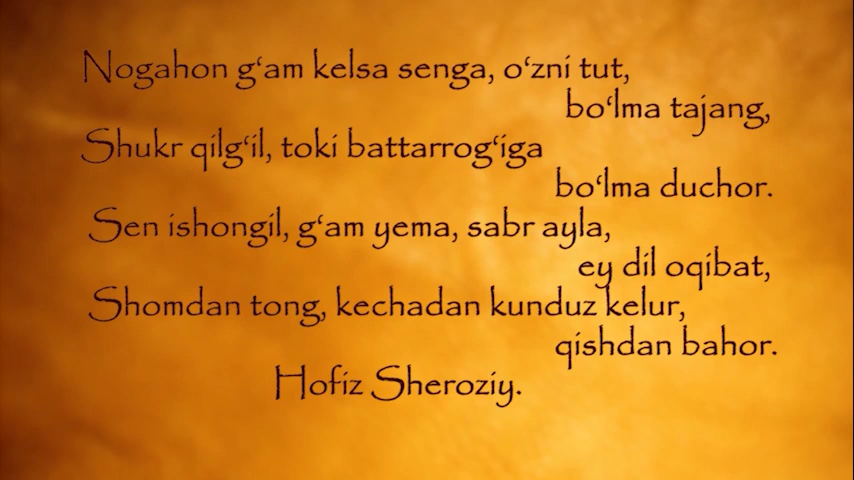 Nogahon g‘am kelsa senga, o‘zni tut,
bo‘lma tajang,
Shukr qilg‘il, toki battarrog‘iga
bo‘lma duchor.
Sen ishongil, g‘am yema, sabr ayla,
ey dil oqibat,
Shomdan tong, kechadan kunduz kelur,
qishdan bahor.
Hofiz Sheroziy.